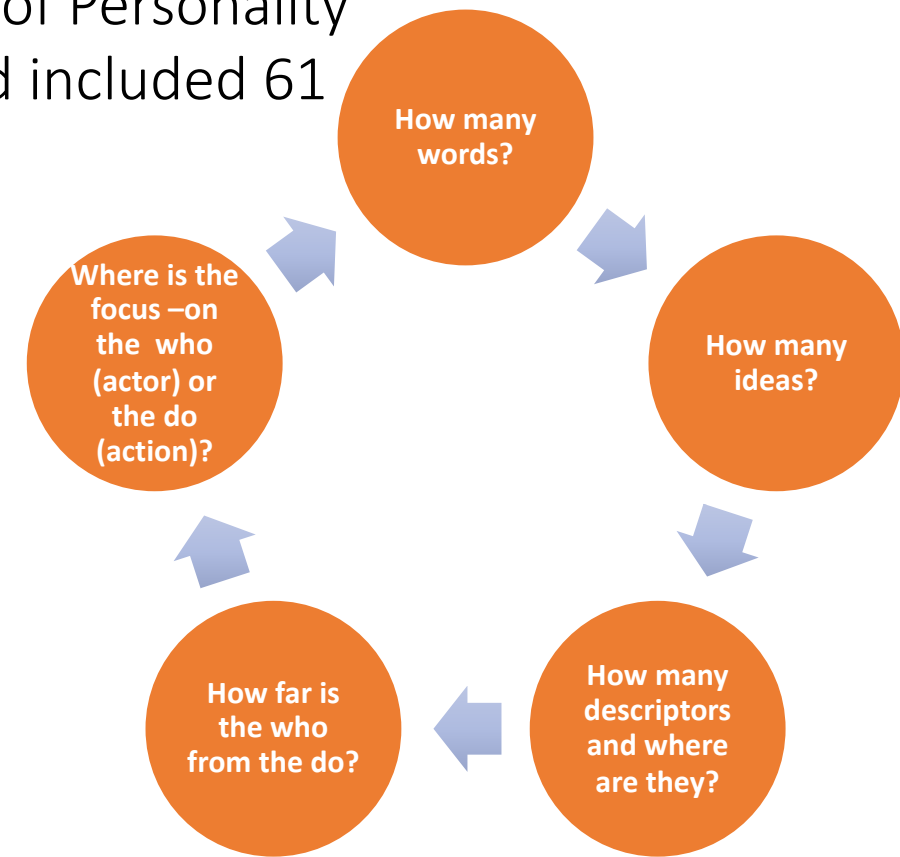 of Personality
d included 61
How many
words?
How many
ideas?
How many
descriptors
and where
are they?
How far is
the who
from the do?
Where is the
focus –on
the who
(actor) or
the do
(action)?